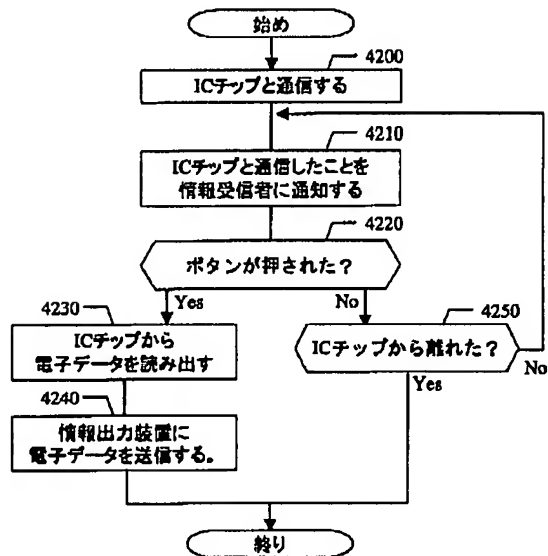 始め
4200
ICチップと通信する
4210
ICチップと通信したことを
情報受信者に通知する
4220
ボタンが押された？
Yes
No
4230
ICチップから
電子データを読み出す
4250
ICチップから離れた？
No
Yes
4240
情報出力装置に
電子データを送信する。
終り